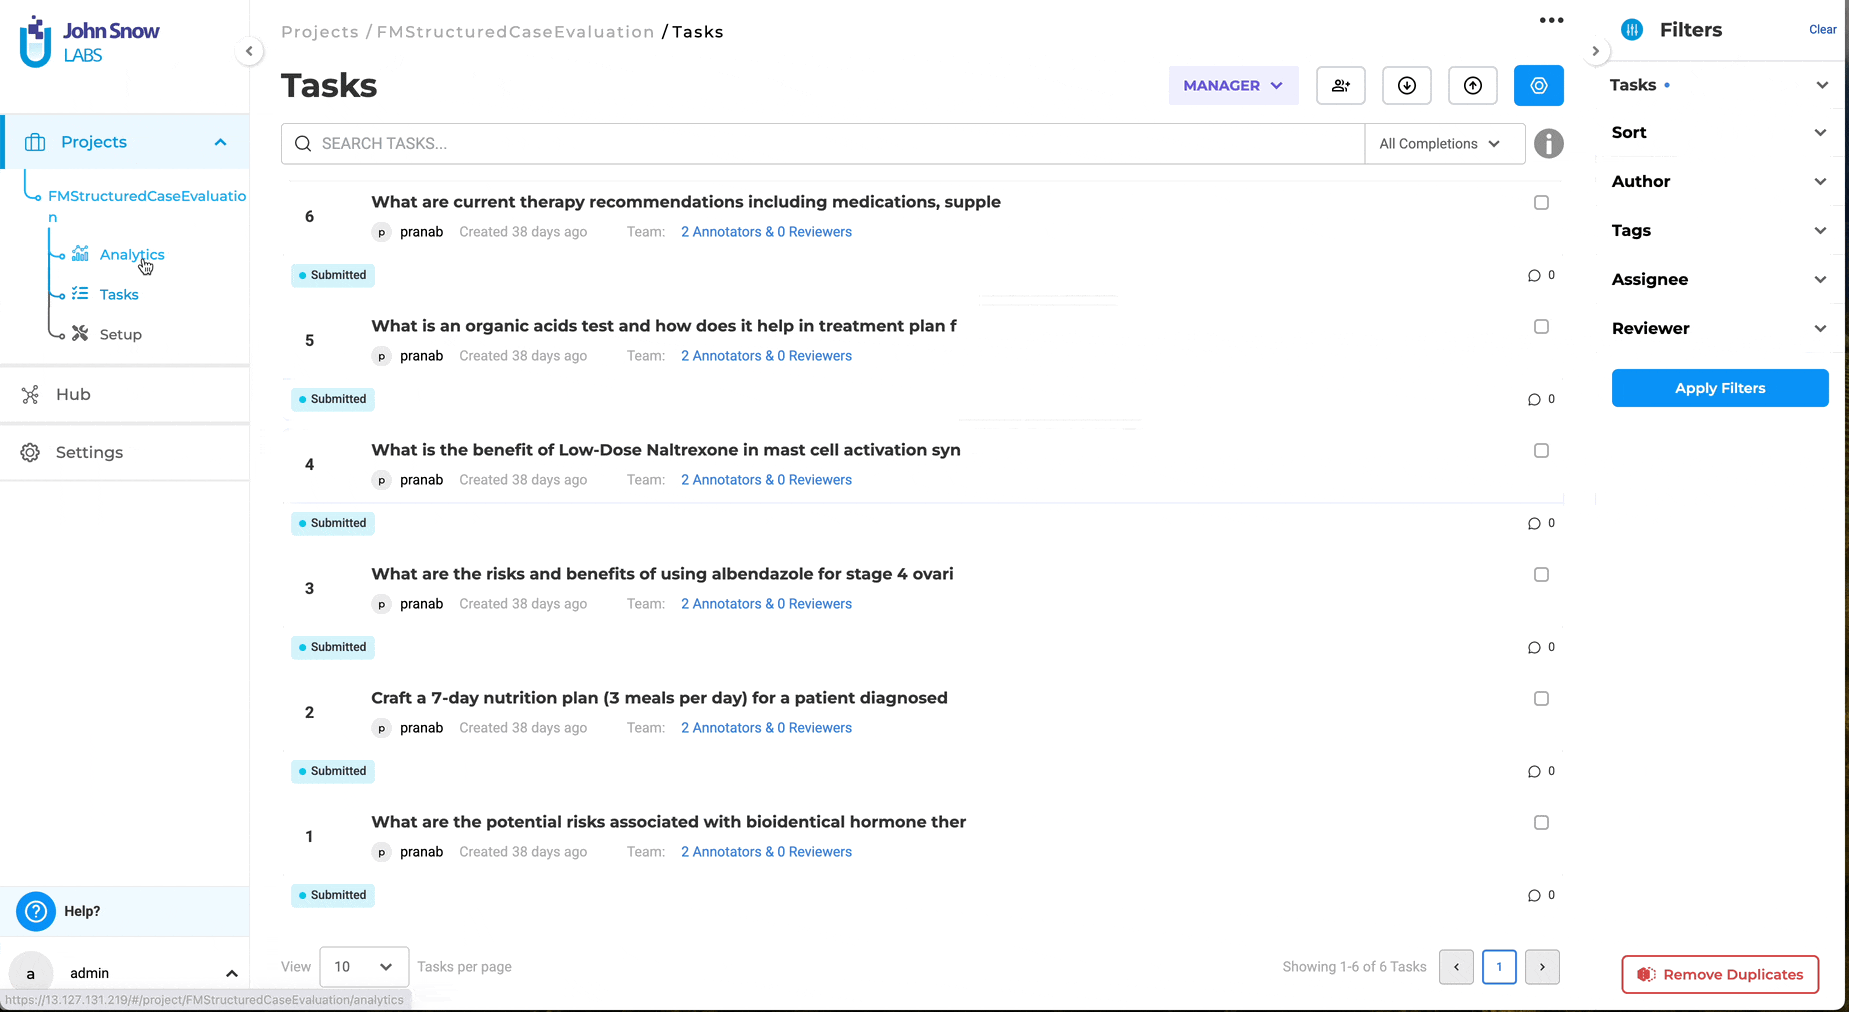 John Snow
LABS
Projects
FMStructuredCaseEvaluatio
n
Analytics
Tasks
Setup
Hub
Settings
Help?
a admin
https://13.127.131.219/#/project/FMStructuredCaseEvaluation/analytics
Projects / FMStructuredCaseEvaluation / Tasks
Tasks
MANAGER
SEARCH TASKS...
All Completions
6
What are current therapy recommendations including medications, supple
p pranab Created 38 days ago Team: 2 Annotators & 0 Reviewers
Submitted 0
5
What is an organic acids test and how does it help in treatment plan f
p pranab Created 38 days ago Team: 2 Annotators & 0 Reviewers
Submitted 0
4
What is the benefit of Low-Dose Naltrexone in mast cell activation syn
p pranab Created 38 days ago Team: 2 Annotators & 0 Reviewers
Submitted 0
3
What are the risks and benefits of using albendazole for stage 4 ovari
p pranab Created 38 days ago Team: 2 Annotators & 0 Reviewers
Submitted 0
2
Craft a 7-day nutrition plan (3 meals per day) for a patient diagnosed
p pranab Created 38 days ago Team: 2 Annotators & 0 Reviewers
Submitted 0
1
What are the potential risks associated with bioidentical hormone ther
p pranab Created 38 days ago Team: 2 Annotators & 0 Reviewers
Submitted 0
View 10 Tasks per page
Showing 1-6 of 6 Tasks 1
Filters Clear
Tasks
Sort
Author
Tags
Assignee
Reviewer
Apply Filters
Remove Duplicates